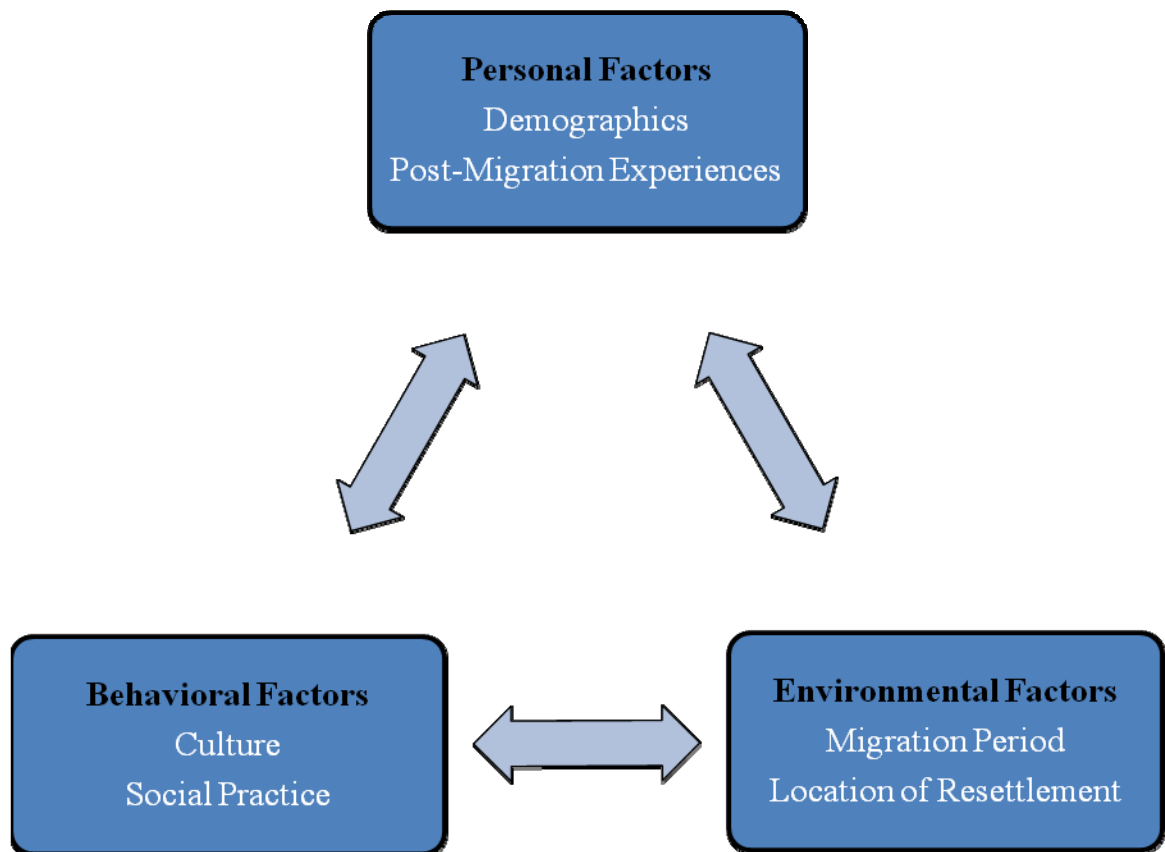 Personal Factors
Demographics
Post-Migration Experiences
Behavioral Factors
Culture
Social Practice
Environmental Factors
Migration Period
Location of Resettlement